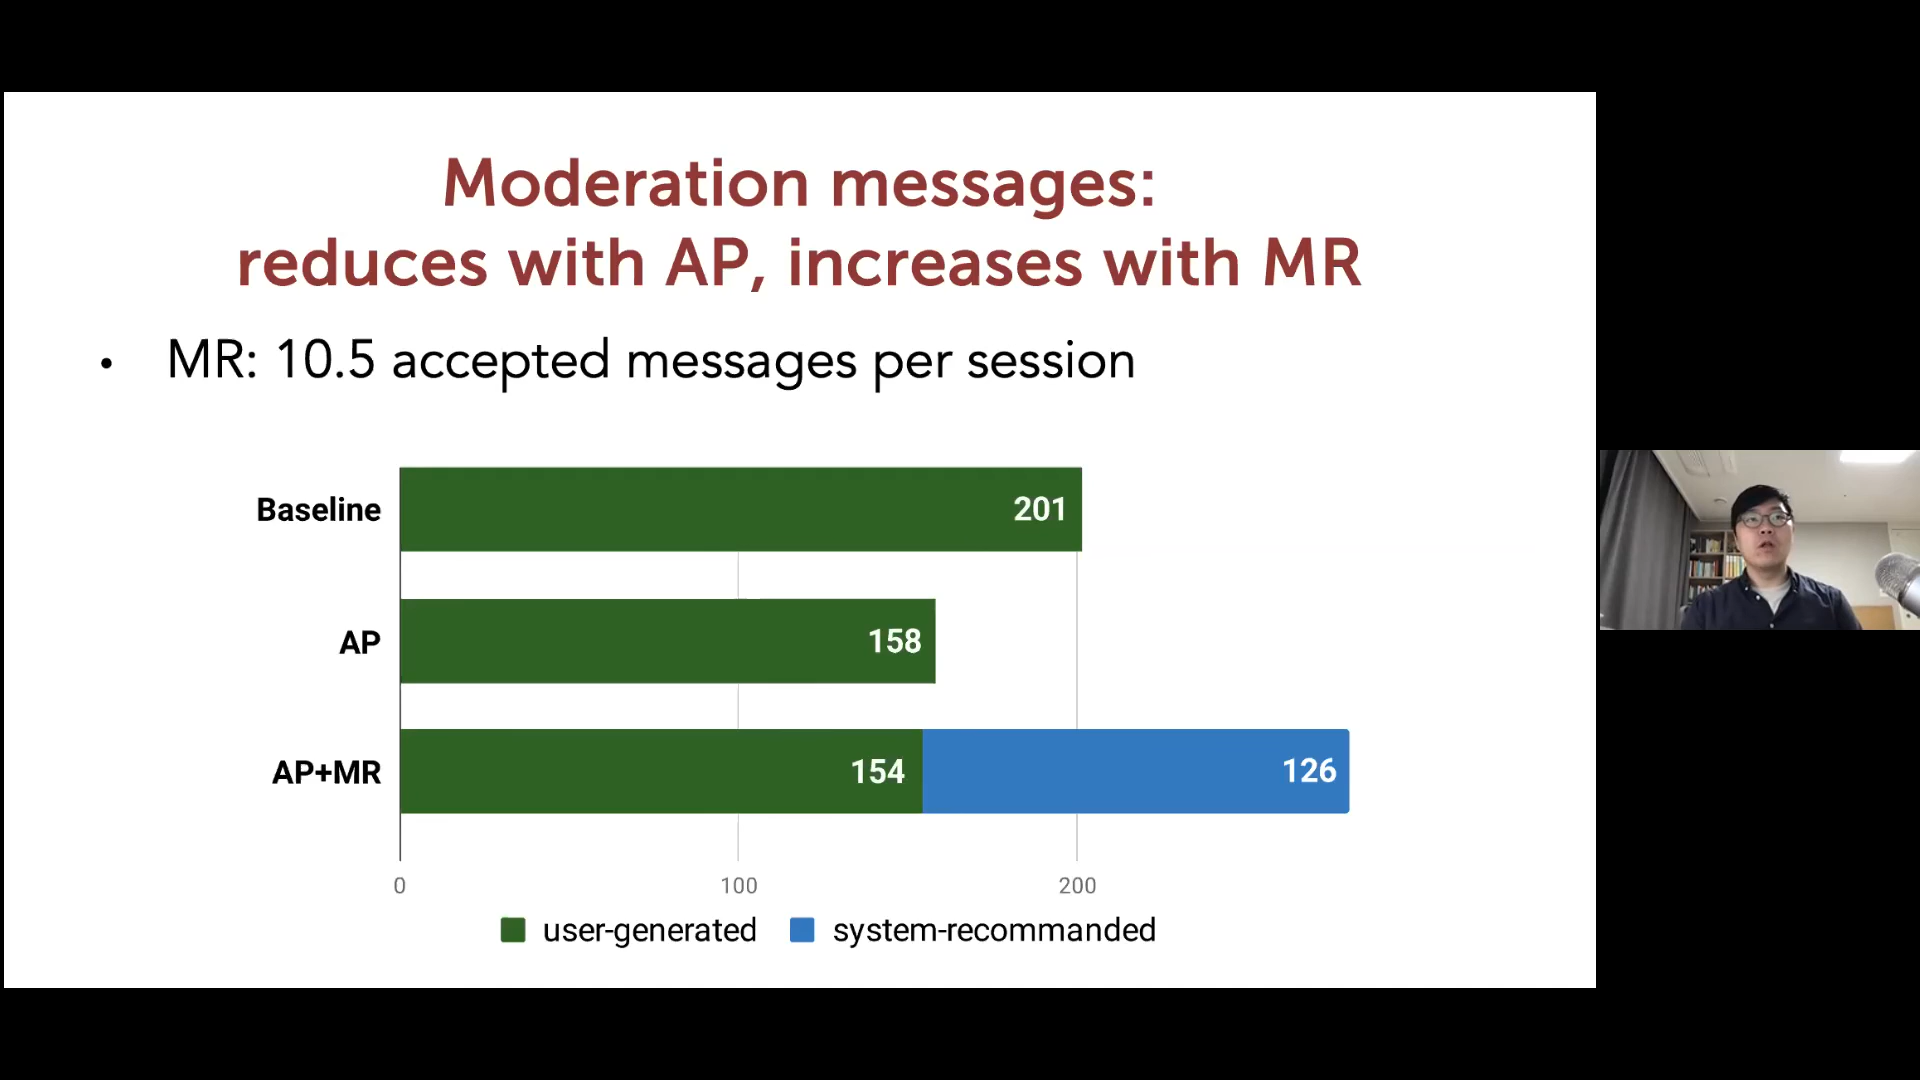 Moderation messages:
reduces with AP, increases with MR
• MR: 10.5 accepted messages per session
Baseline 201
AP 158
AP+MR 154 126
0 100 200
user-generated system-recommanded